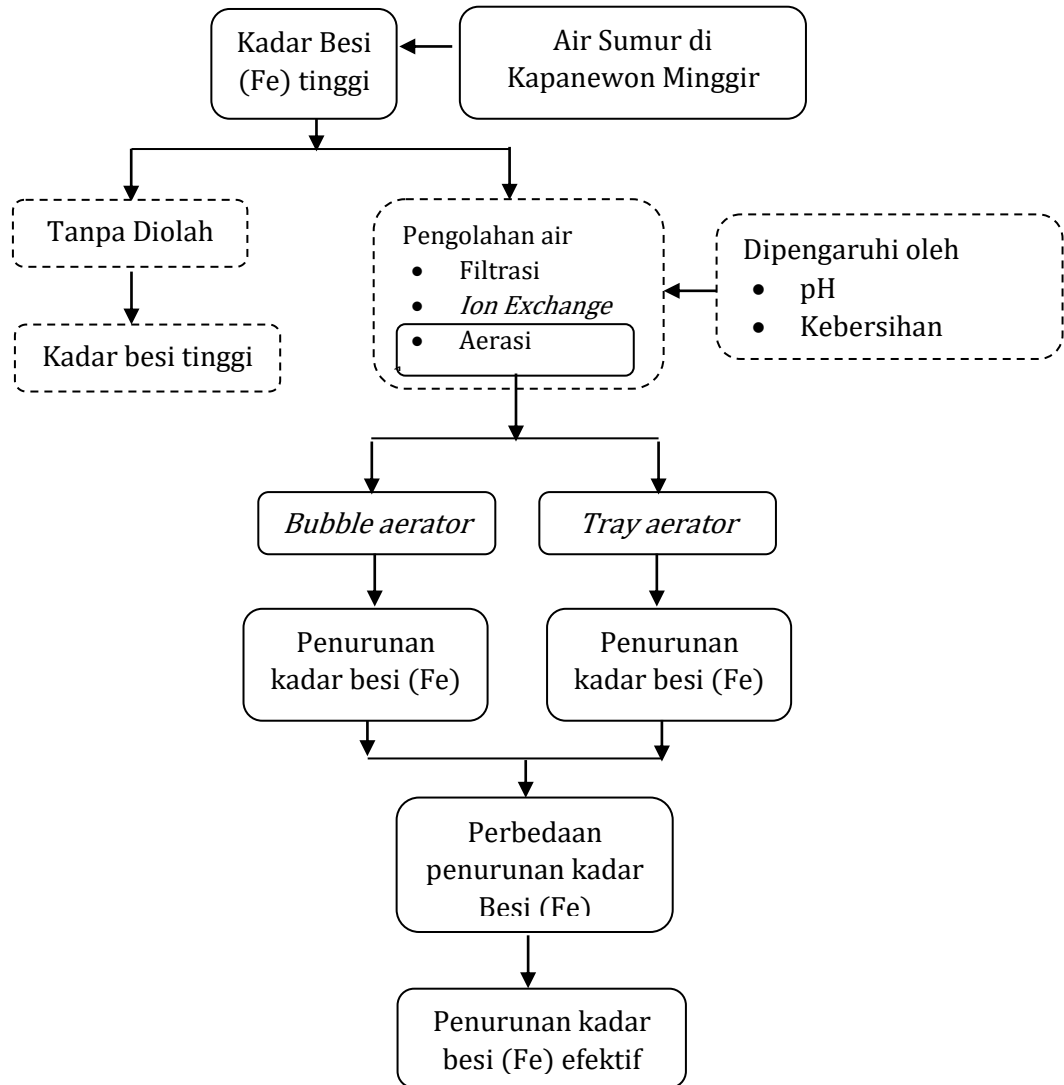 Kadar Besi
(Fe) tinggi
Air Sumur di
Kapanewon Minggir
Tanpa Diolah
Kadar besi tinggi
Pengolahan air
• Filtrasi
• Ion Exchange
• Aerasi
Dipengaruhi oleh
• pH
• Kebersihan
Bubble aerator
Tray aerator
Penurunan
kadar besi (Fe)
Penurunan
kadar besi (Fe)
Perbedaan
penurunan kadar
Besi (Fe)
Penurunan kadar
besi (Fe) efektif